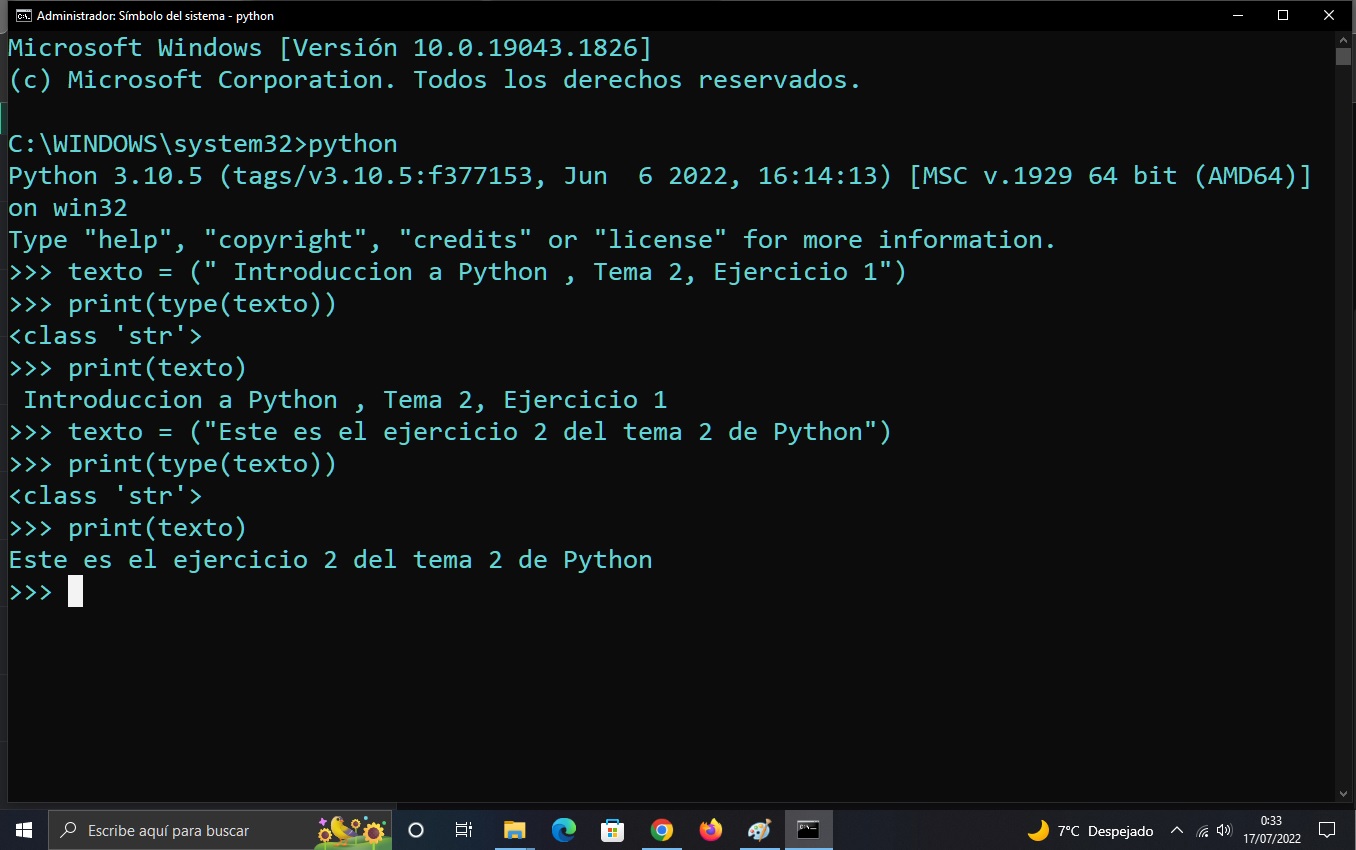 Administrador: Símbolo del sistema - python
Microsoft Windows [Versión 10.0.19043.1826]
(c) Microsoft Corporation. Todos los derechos reservados.
C:\WINDOWS\system32>python
Python 3.10.5 (tags/v3.10.5:f377153, Jun  6 2022, 16:14:13) [MSC v.1929 64 bit (AMD64)]
on win32
Type "help", "copyright", "credits" or "license" for more information.
>>> texto = (" Introduccion a Python , Tema 2, Ejercicio 1")
>>> print(type(texto))
<class 'str'>
>>> print(texto)
 Introduccion a Python , Tema 2, Ejercicio 1
>>> texto = ("Este es el ejercicio 2 del tema 2 de Python")
>>> print(type(texto))
<class 'str'>
>>> print(texto)
Este es el ejercicio 2 del tema 2 de Python
>>>
Escribe aquí para buscar
7°C Despejado
0:33
17/07/2022